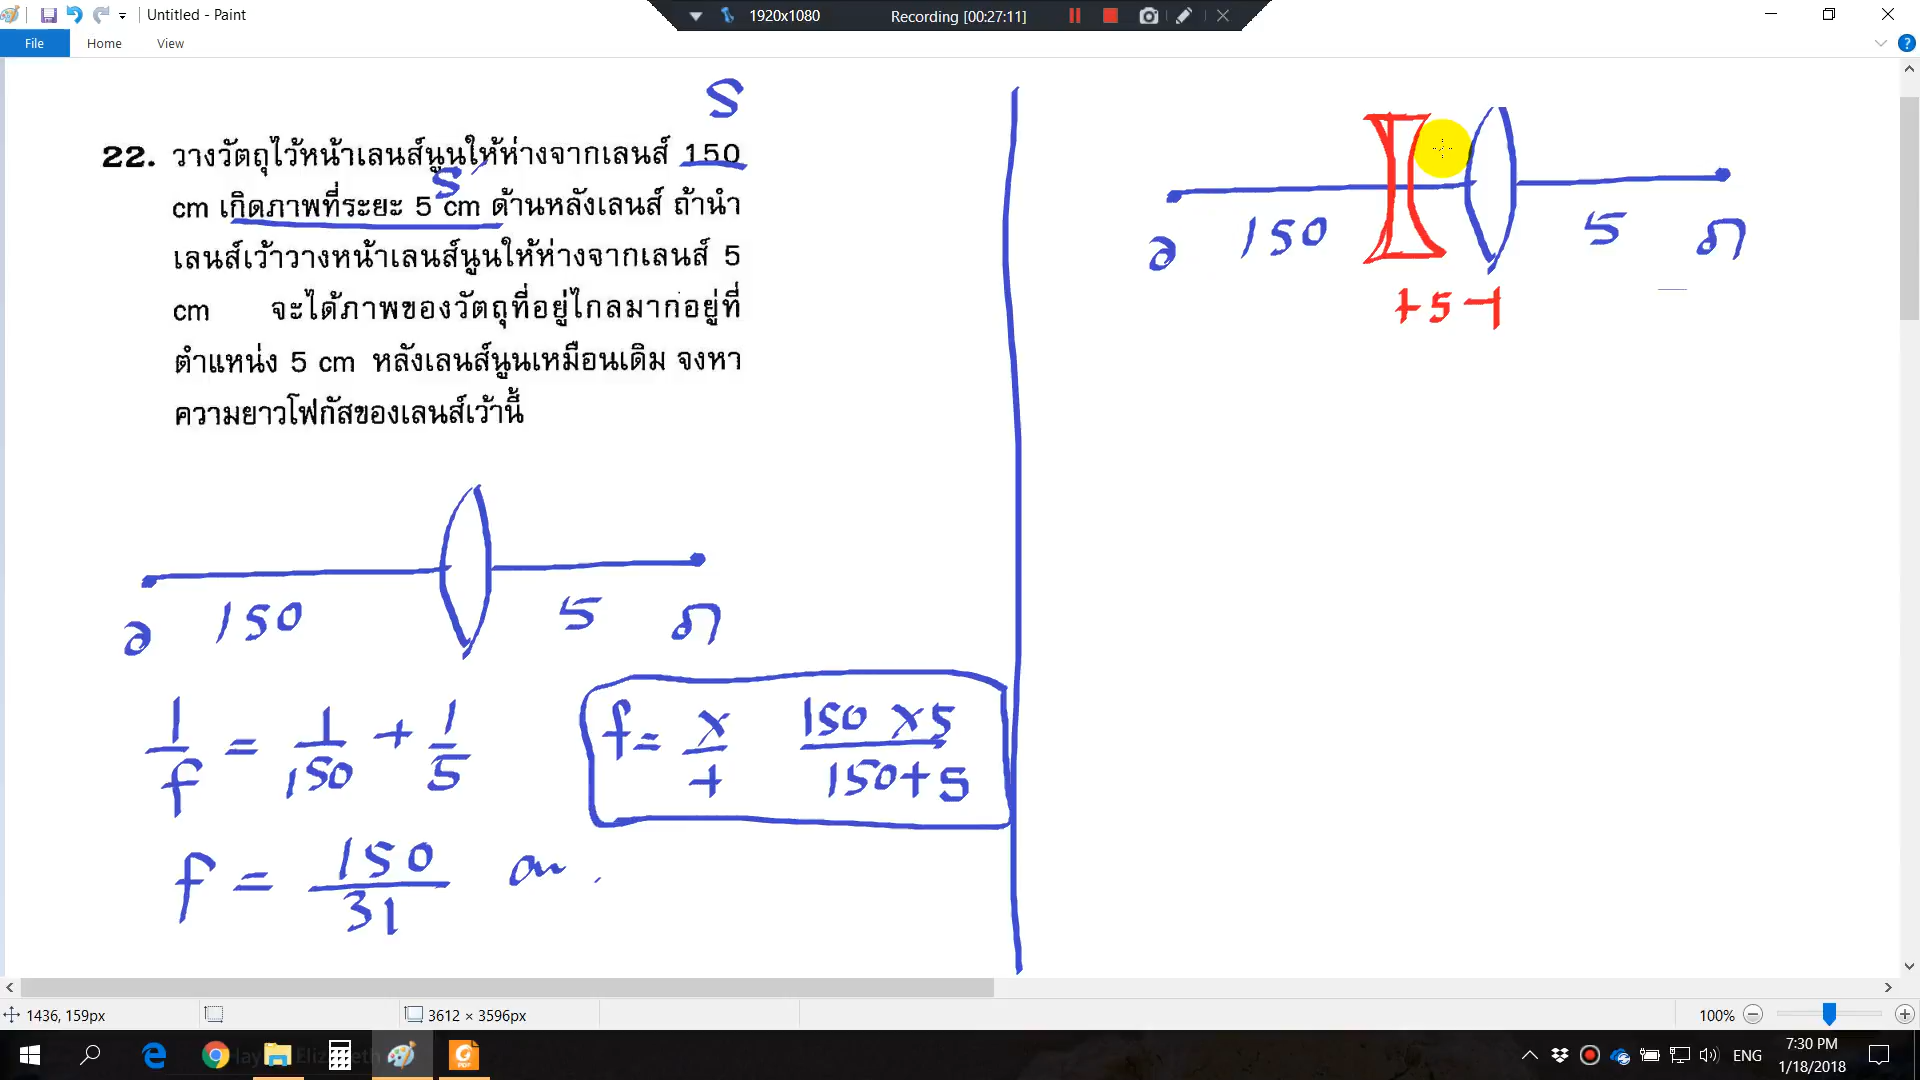 Untitled - Paint
1920x1080
Recording [00:27:11]
File Home View
S
22. วางวัตถุไว้หน้าเลนส์นูนให้ห่างจากเลนส์ 150
S'
cm เกิดภาพที่ระยะ 5 cm ด้านหลังเลนส์ ถ้านำ
เลนส์เว้าวางหน้าเลนส์นูนให้ห่างจากเลนส์ 5
cm จะได้ภาพของวัตถุที่อยู่ไกลมากอยู่ที่
ตำแหน่ง 5 cm หลังเลนส์นูนเหมือนเดิม จงหา
ความยาวโฟกัสของเลนส์เว้านี้
150 5 ภ
1/f = 1/150 + 1/5
f = x/+ 150 x 5/150 + 5
f = 150/31
150 5 ภ
5
1436, 159px
3612 × 3596px
100%
ENG
7:30 PM
1/18/2018